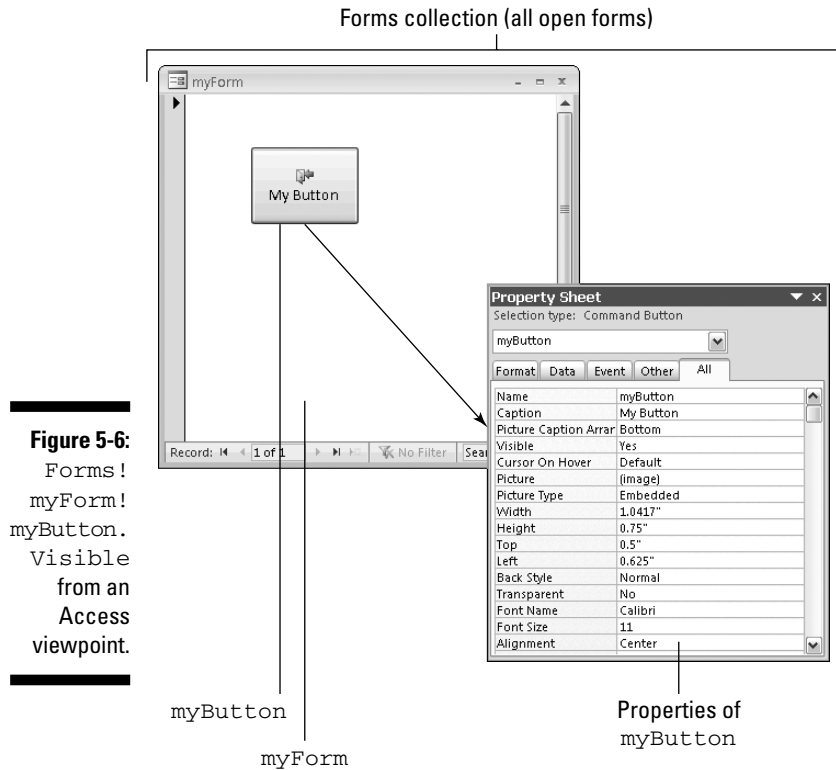 Forms collection (all open forms)
myForm
My Button
Record: 1 of 1 No Filter Sear
Property Sheet
Selection type: Command Button
myButton
Format Data Event Other All
Name myButton
Caption My Button
Picture Caption Arrar Bottom
Visible Yes
Cursor On Hover Default
Picture (image)
Picture Type Embedded
Width 1.0417"
Height 0.75"
Top 0.5"
Left 0.625"
Back Style Normal
Transparent No
Font Name Calibri
Font Size 11
Alignment Center
Figure 5-6:
Forms!
myForm!
myButton.
Visible
from an
Access
viewpoint.
myButton
myForm
Properties of
myButton